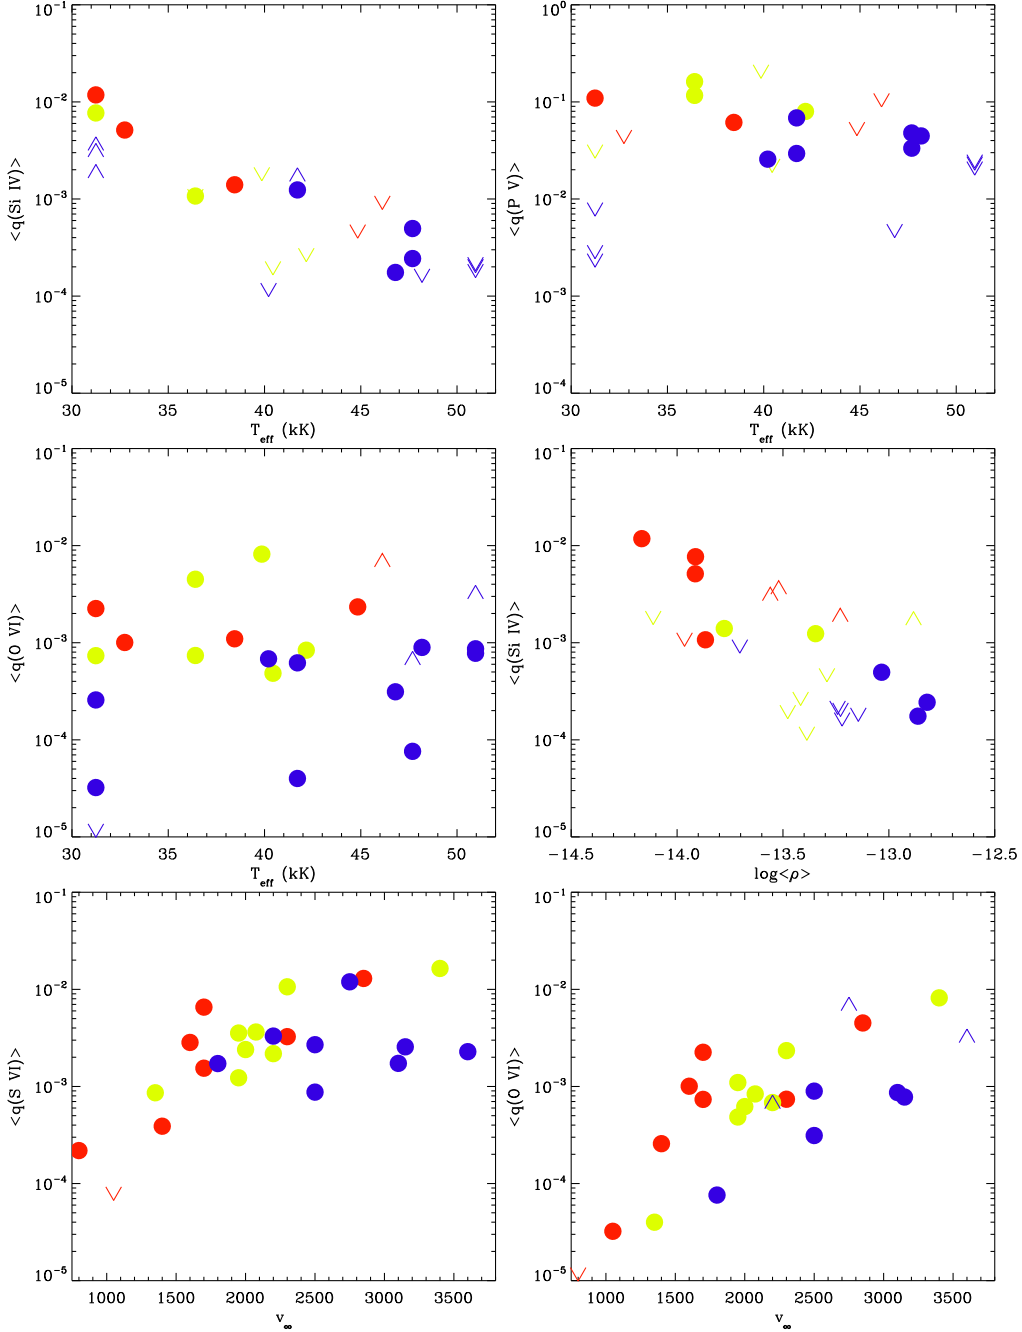 10^-1 10^0
<q(Si IV)> <q(P V)>
10^-2 10^-1
10^-3 10^-2
10^-4 10^-3
10^-5 10^-4
30 35 40 45 50 30 35 40 45 50
T_eff (kK) T_eff (kK)
10^-1 10^-1
<q(O VI)> <q(Si IV)>
10^-2 10^-2
10^-3 10^-3
10^-4 10^-4
10^-5 10^-5
30 35 40 45 50 -14.5 -14.0 -13.5 -13.0 -12.5
T_eff (kK) log<ρ>
10^-1 10^-1
<q(S VI)> <q(O VI)>
10^-2 10^-2
10^-3 10^-3
10^-4 10^-4
10^-5 10^-5
1000 1500 2000 2500 3000 3500 1000 1500 2000 2500 3000 3500
v_∞ v_∞